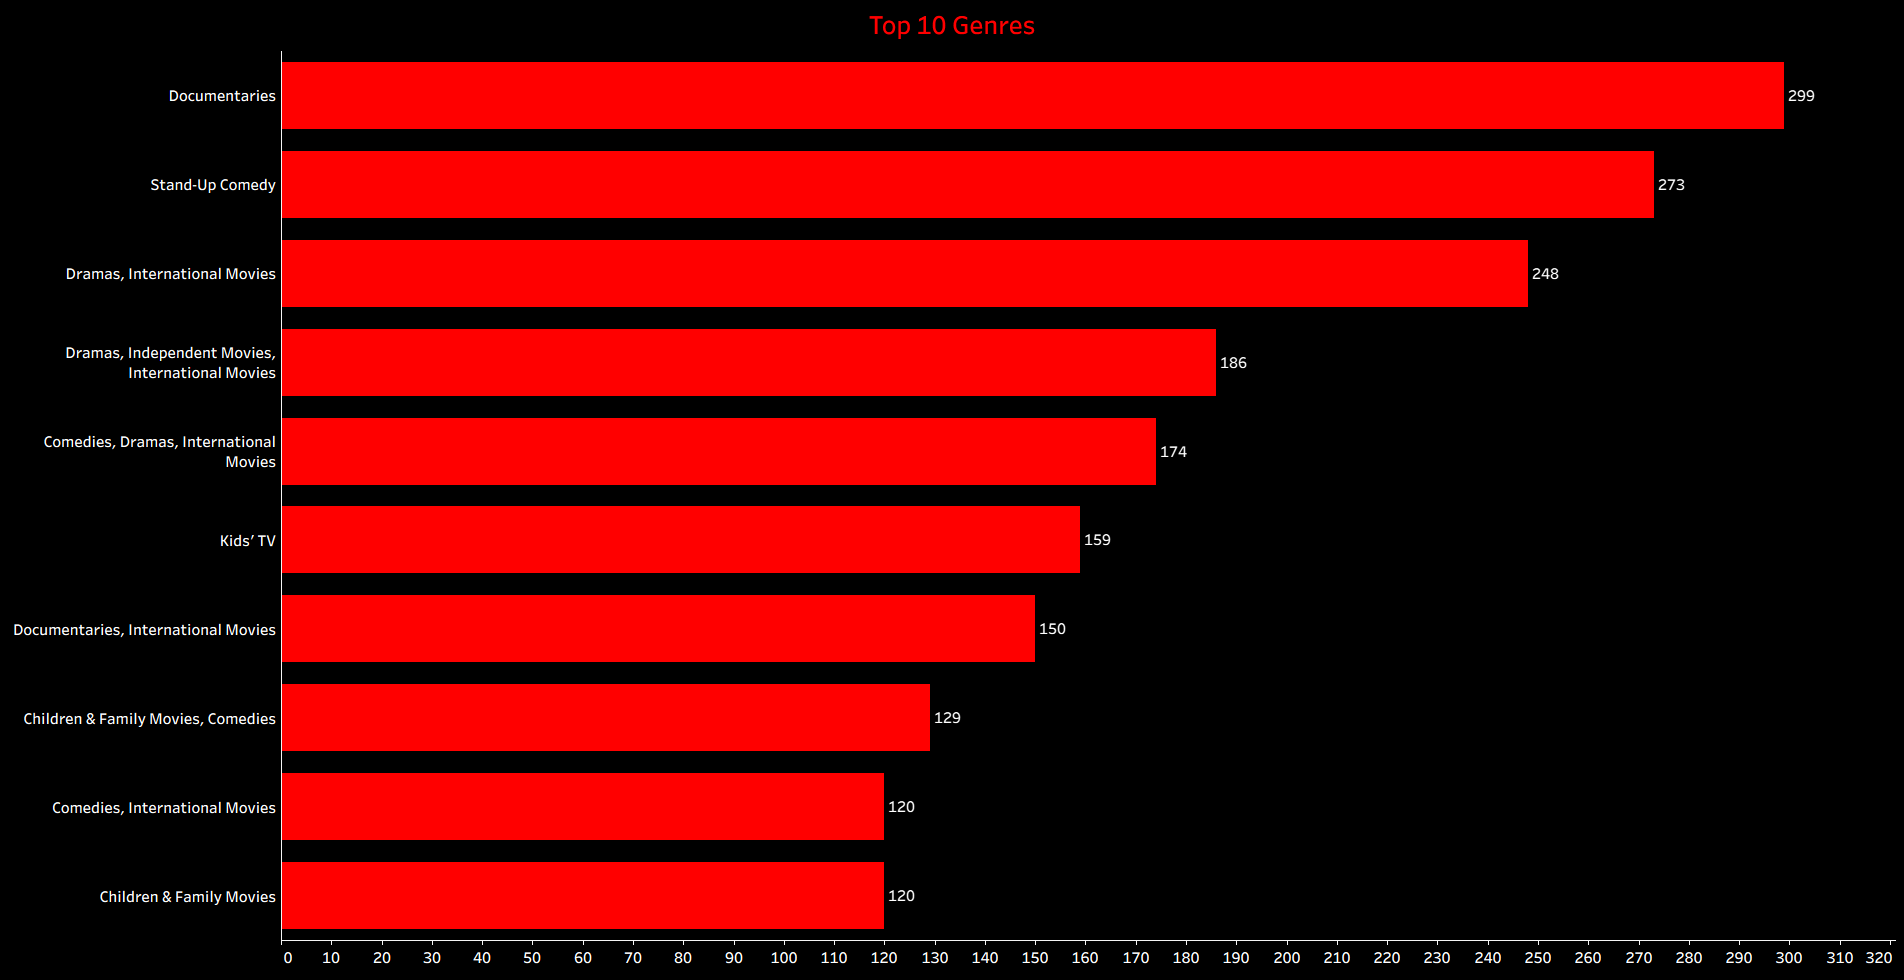 Top 10 Genres
Documentaries
299
Stand-Up Comedy
273
Dramas, International Movies
248
Dramas, Independent Movies,
International Movies
186
Comedies, Dramas, International
Movies
174
Kids’ TV
159
Documentaries, International Movies
150
Children & Family Movies, Comedies
129
Comedies, International Movies
120
Children & Family Movies
120
0 10 20 30 40 50 60 70 80 90 100 110 120 130 140 150 160 170 180 190 200 210 220 230 240 250 260 270 280 290 300 310 320